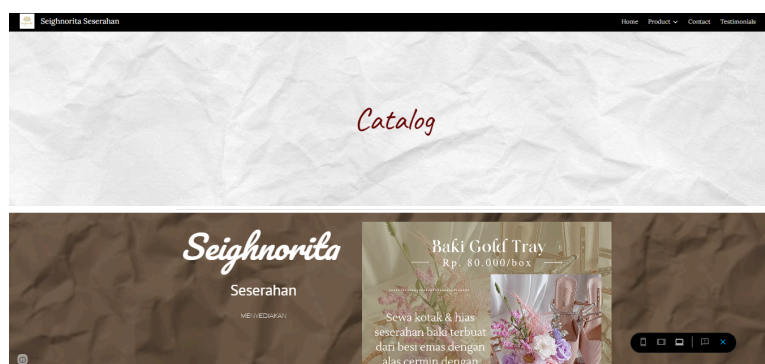 Seighnorita Seserahan
Home Product Contact Testimonials
Catalog
Seighnorita
Seserahan
MENYEDIAKAN
Baki Gold Tray
Rp. 80.000/box
Sewa kotak & hias
seserahan baki terbuat
dari besi emas dengan
alas cermin dengan